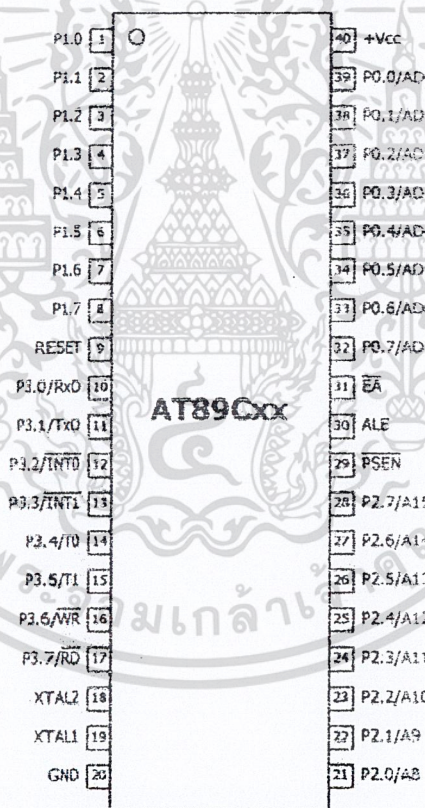 P1.0 1
P1.1 2
P1.2 3
P1.3 4
P1.4 5
P1.5 6
P1.6 7
P1.7 8
RESET 9
P3.0/RxD 10
P3.1/TxD 11
P3.2/INT0 12
P3.3/INT1 13
P3.4/T0 14
P3.5/T1 15
P3.6/WR 16
P3.7/RD 17
XTAL2 18
XTAL1 19
GND 20
AT89Cxx
40 +Vcc
39 P0.0/AD
38 P0.1/AD
37 P0.2/AD
36 P0.3/AD
35 P0.4/AD
34 P0.5/AD
33 P0.6/AD
32 P0.7/AD
31 EA
30 ALE
29 PSEN
28 P2.7/A15
27 P2.6/A14
26 P2.5/A13
25 P2.4/A12
24 P2.3/A11
23 P2.2/A10
22 P2.1/A9
21 P2.0/A8